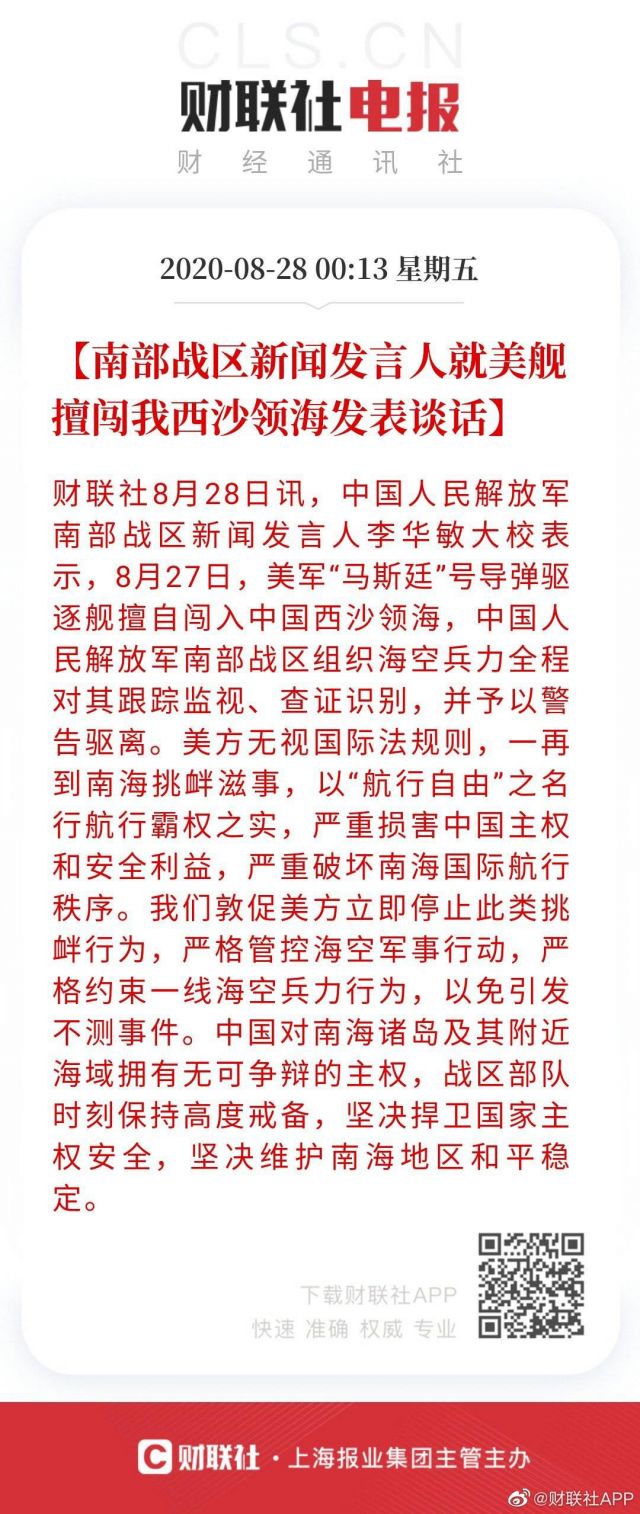 CLS.CN
财联社电报
财经通讯社
2020-08-28 00:13 星期五
【南部战区新闻发言人就美舰
擅闯我西沙领海发表谈话】
财联社8月28日讯，中国人民解放军
南部战区新闻发言人李华敏大校表
示，8月27日，美军“马斯廷”号导弹驱
逐舰擅自闯入中国西沙领海，中国人
民解放军南部战区组织海空兵力全程
对其跟踪监视、查证识别，并予以警
告驱离。美方无视国际法规则，一再
到南海挑衅滋事，以“航行自由”之名
行航行霸权之实，严重损害中国主权
和安全利益，严重破坏南海国际航行
秩序。我们敦促美方立即停止此类挑
衅行为，严格管控海空军事行动，严
格约束一线海空兵力行为，以免引发
不测事件。中国对南海诸岛及其附近
海域拥有无可争辩的主权，战区部队
时刻保持高度戒备，坚决捍卫国家主
权安全，坚决维护南海地区和平稳
定。
下载财联社APP
快速 准确 权威 专业
财联社·上海报业集团主管主办
@财联社APP